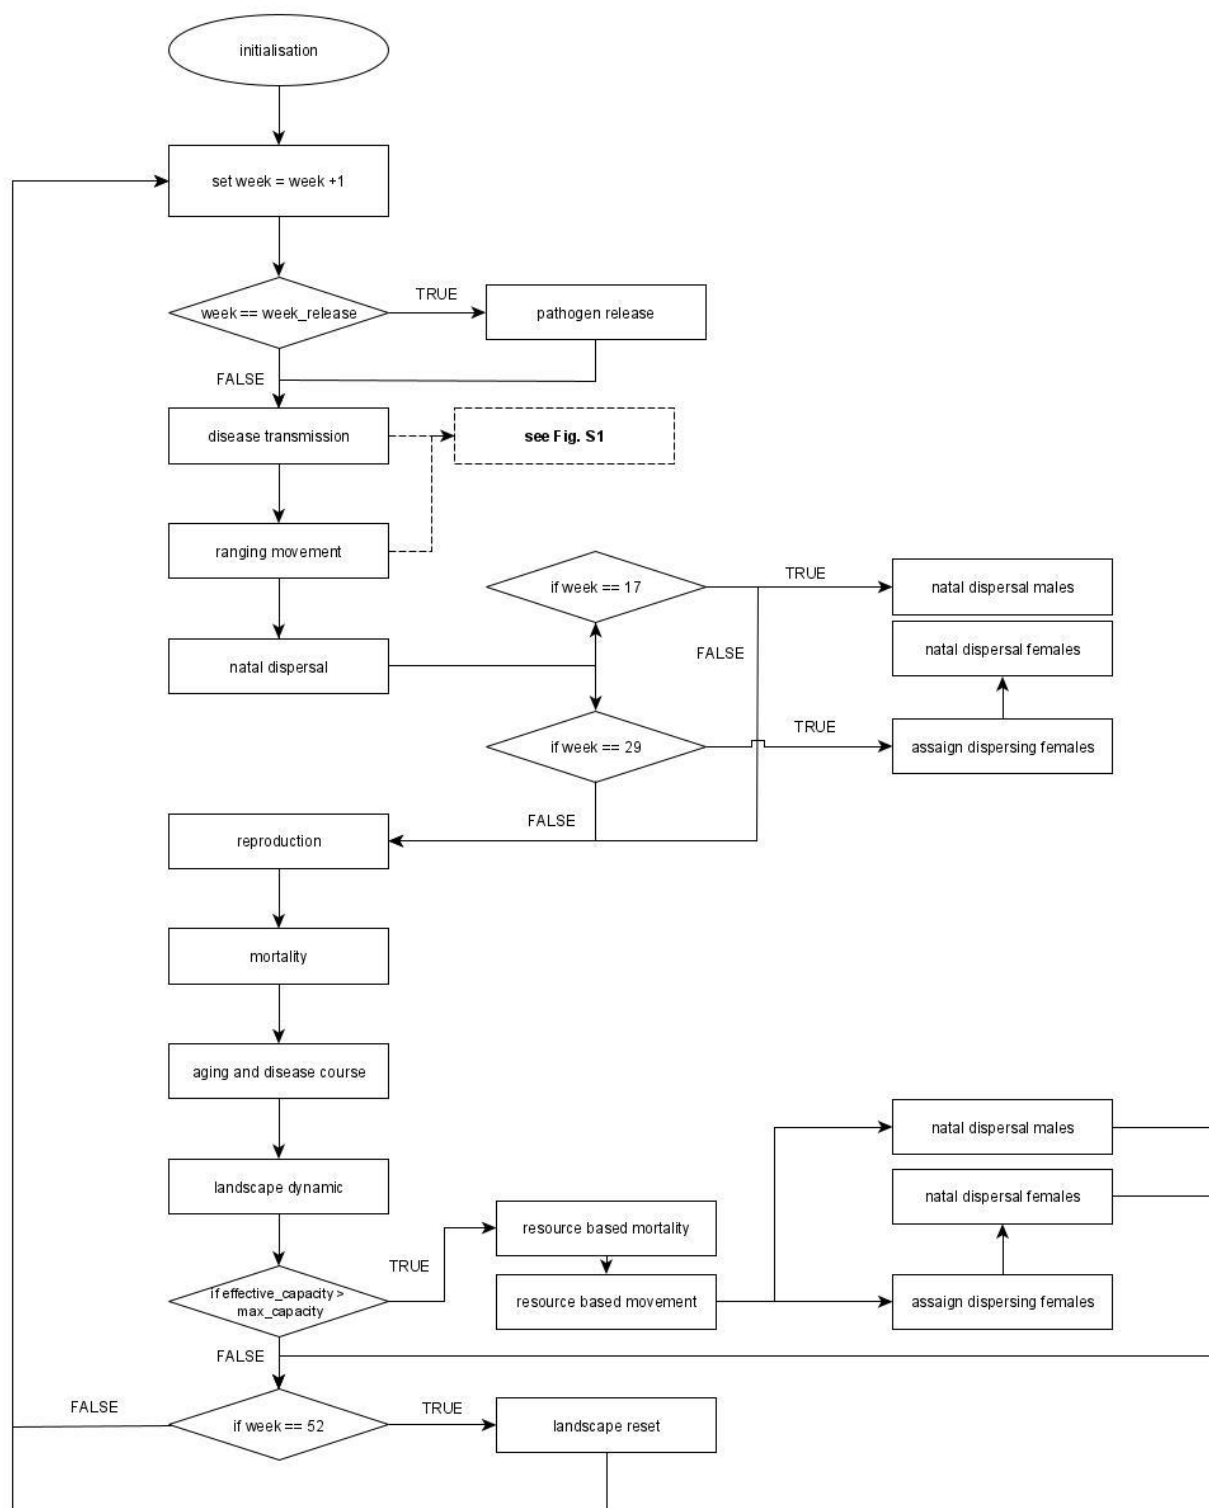 initialisation
set week = week +1
week == week_release
TRUE
pathogen release
FALSE
disease transmission
see Fig. S1
ranging movement
if week == 17
TRUE
natal dispersal males
natal dispersal
FALSE
natal dispersal females
if week == 29
TRUE
assaign dispersing females
FALSE
reproduction
mortality
aging and disease course
natal dispersal males
landscape dynamic
natal dispersal females
resource based mortality
TRUE
if effective_capacity >
max_capacity
resource based movement
assaign dispersing females
FALSE
FALSE
if week == 52
TRUE
landscape reset